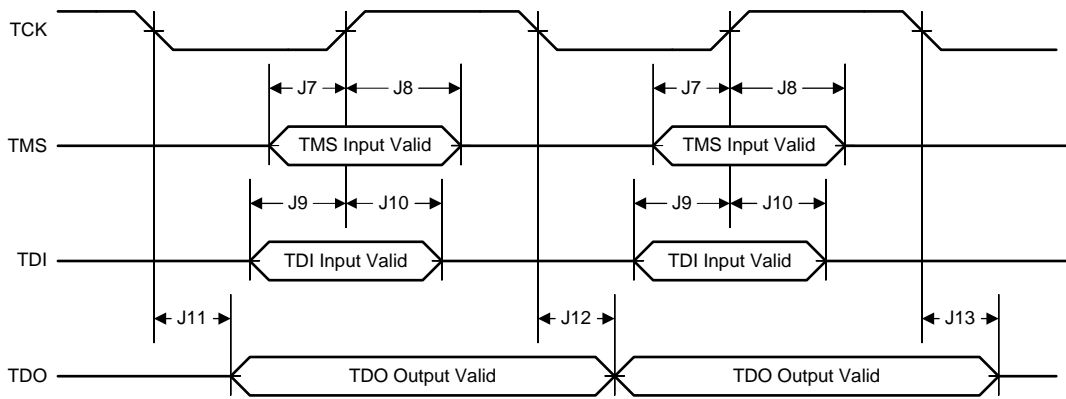 TCK
J7 J8 J7 J8
TMS TMS Input Valid TMS Input Valid
J9 J10 J9 J10
TDI TDI Input Valid TDI Input Valid
J11 J12 J13
TDO TDO Output Valid TDO Output Valid